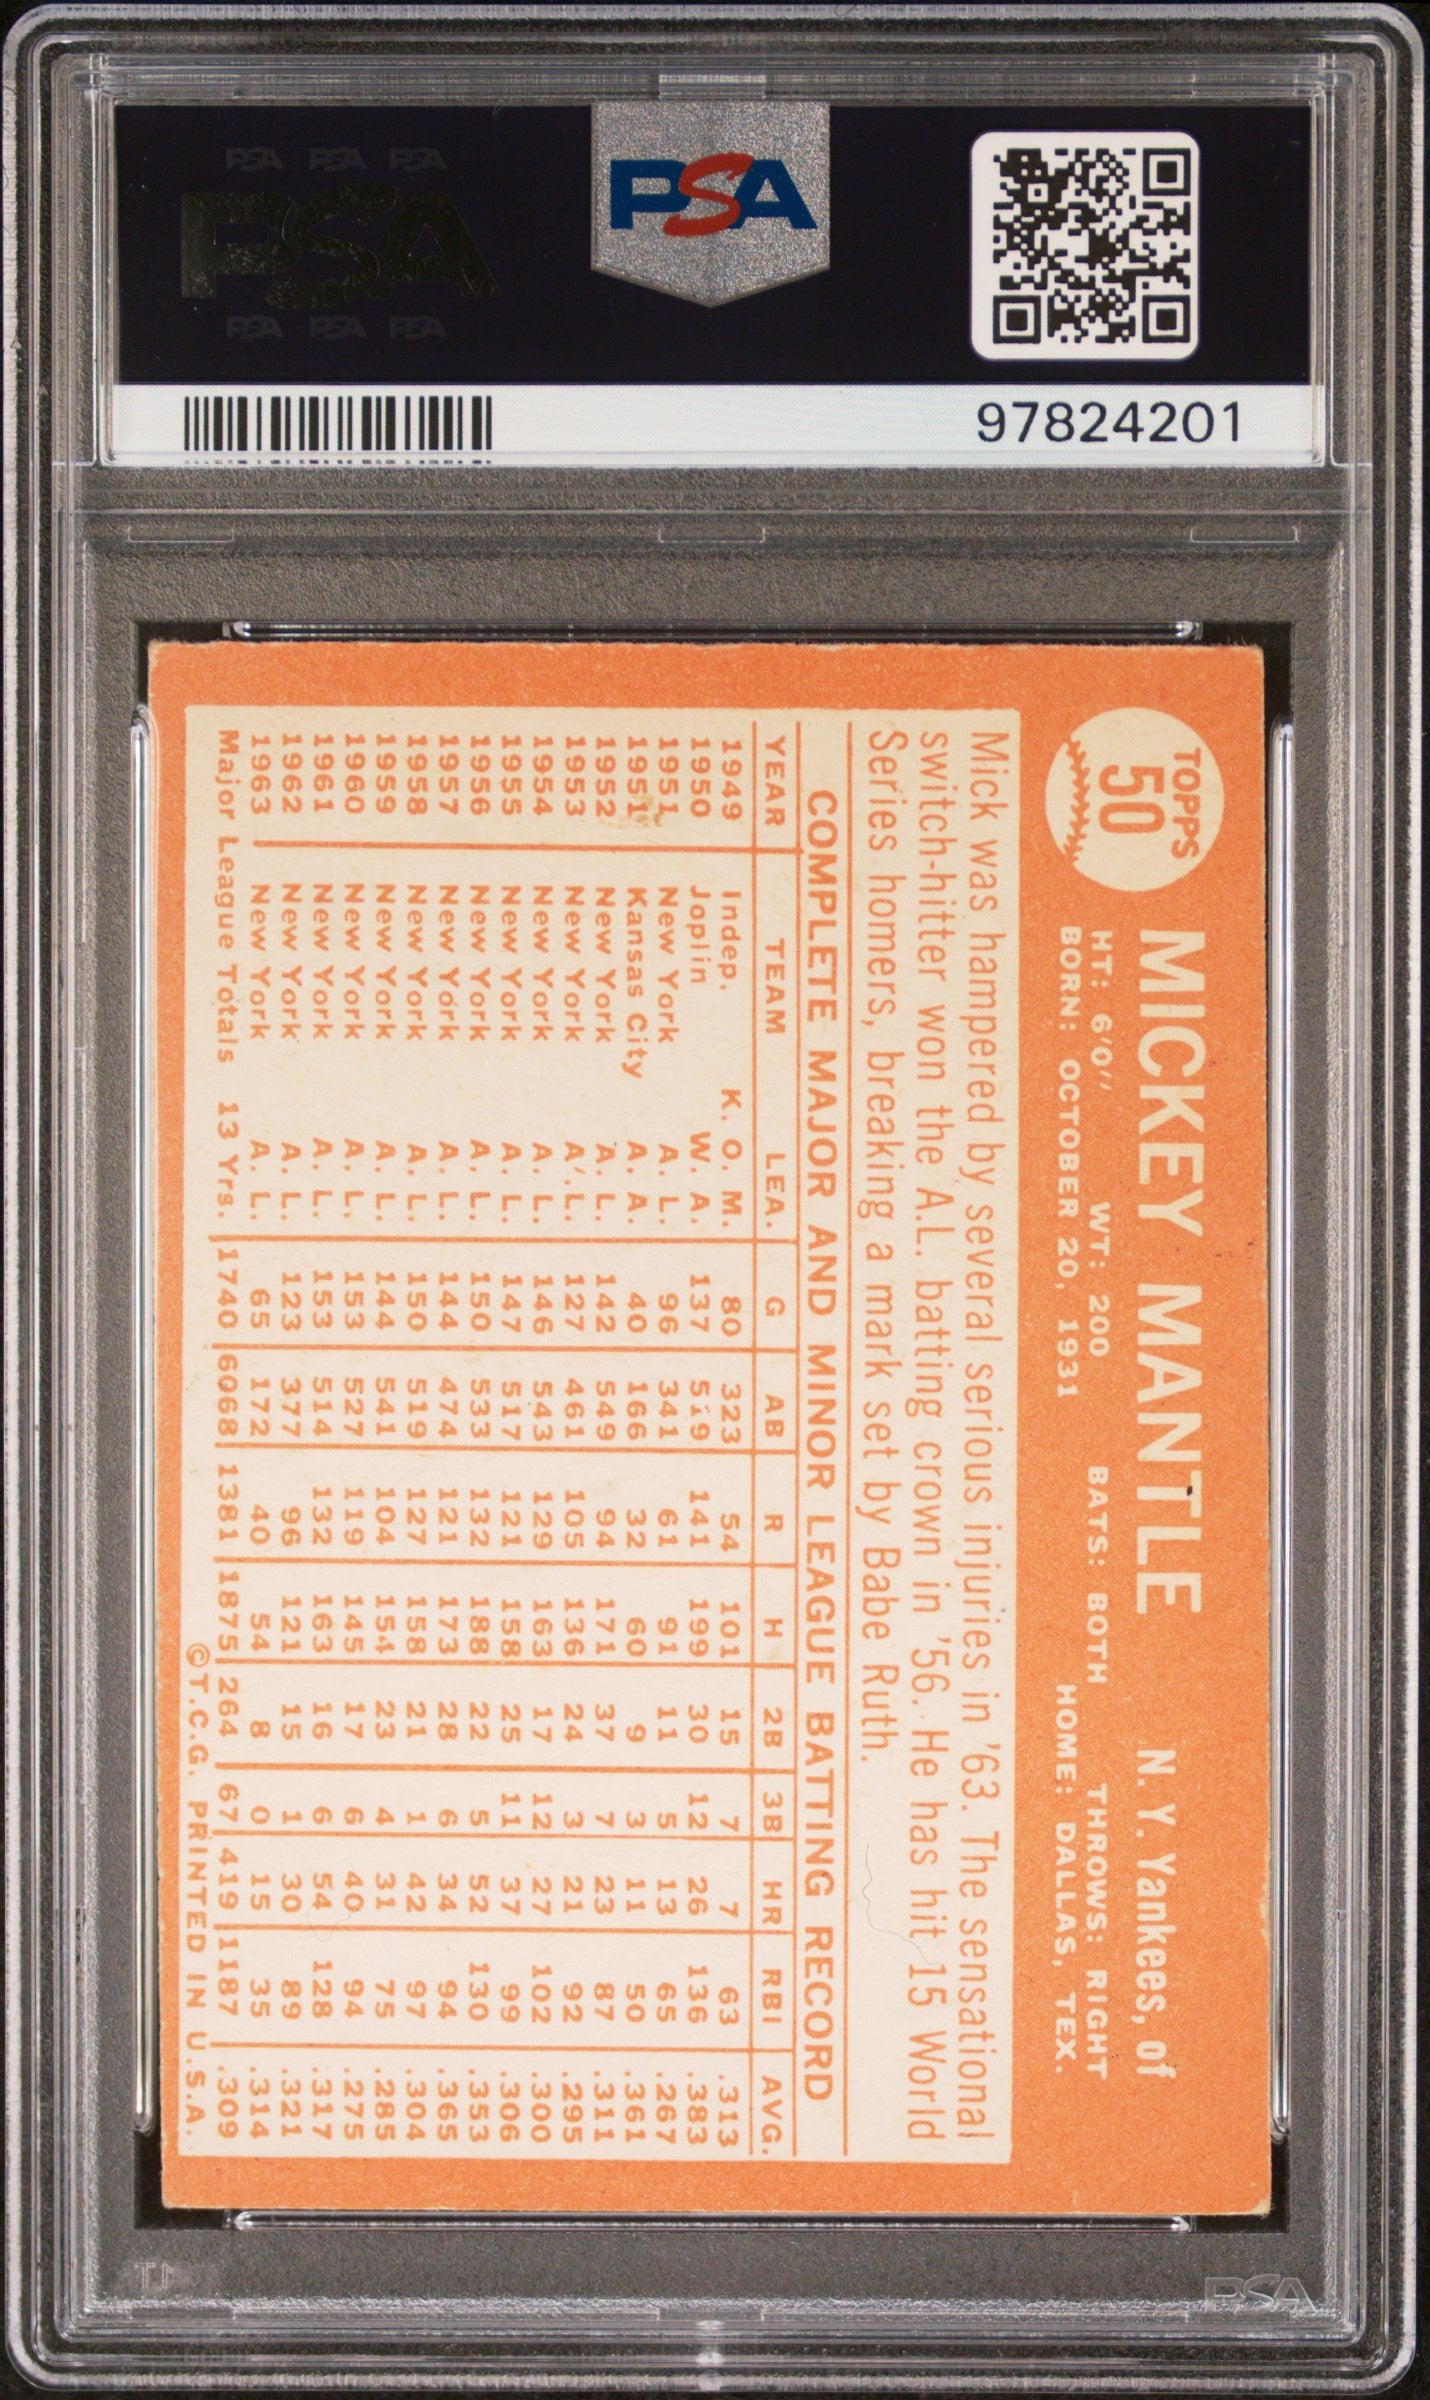 PSA PSA PSA
PSA
PSA PSA PSA
PSA
97824201
TOPPS
50
MICKEY MANTLE N. Y. Yankees, of
HT: 6'0" WT: 200 BATS: BOTH THROWS: RIGHT
BORN: OCTOBER 20, 1931 HOME: DALLAS, TEX.
Mick was hampered by several serious injuries in '63. The sensational
switch-hitter won the A.L. batting crown in '56. He has hit 15 World
Series homers, breaking a mark set by Babe Ruth.
COMPLETE MAJOR AND MINOR LEAGUE BATTING RECORD
YEAR TEAM LEA. G AB R H 2B 3B HR RBI AVG.
1949 Indep. K. O. M. 80 323 54 101 15 7 7 63 .313
1950 Joplin W. A. 137 519 141 199 30 12 26 136 .383
1951 New York A. L. 96 341 61 91 11 5 13 65 .267
1951 Kansas City A. A. 40 166 32 60 9 3 11 50 .361
1952 New York A. L. 142 549 94 171 37 7 23 87 .311
1953 New York A. L. 127 461 105 136 24 3 21 92 .295
1954 New York A. L. 146 543 129 163 17 12 27 102 .300
1955 New York A. L. 147 517 121 158 25 11 37 99 .306
1956 New York A. L. 150 533 132 188 22 5 52 130 .353
1957 New York A. L. 144 474 121 173 28 6 34 94 .365
1958 New York A. L. 150 519 127 158 21 1 42 97 .304
1959 New York A. L. 144 541 104 154 23 4 31 75 .285
1960 New York A. L. 153 527 119 145 17 6 40 94 .275
1961 New York A. L. 153 514 132 163 16 6 54 128 .317
1962 New York A. L. 123 377 96 121 15 1 30 89 .321
1963 New York A. L. 65 172 40 54 8 0 15 35 .314
Major League Totals 13 Yrs. 1740 6068 1381 1875 264 67 419 1187 .309
©T.C.G. PRINTED IN U.S.A.
PSA